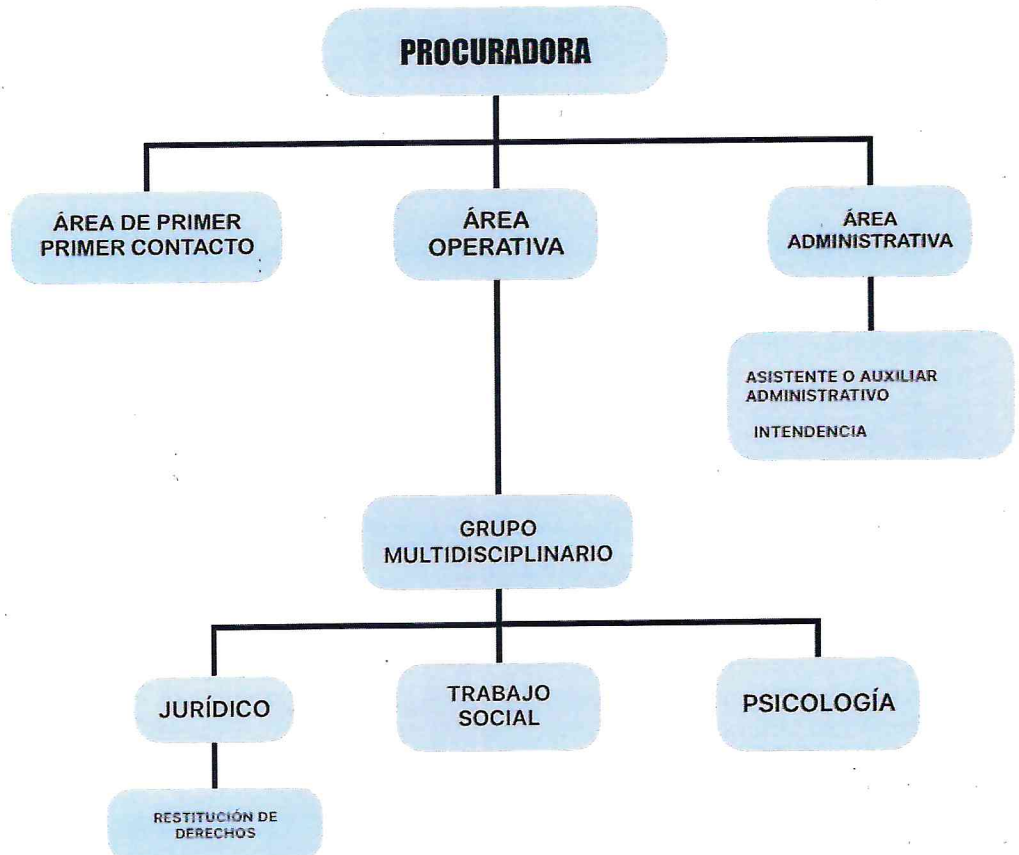 PROCURADORA
ÁREA DE PRIMER
PRIMER CONTACTO
ÁREA
OPERATIVA
ÁREA
ADMINISTRATIVA
ASISTENTE O AUXILIAR
ADMINISTRATIVO
INTENDENCIA
GRUPO
MULTIDISCIPLINARIO
JURÍDICO
TRABAJO
SOCIAL
PSICOLOGÍA
RESTITUCIÓN DE
DERECHOS